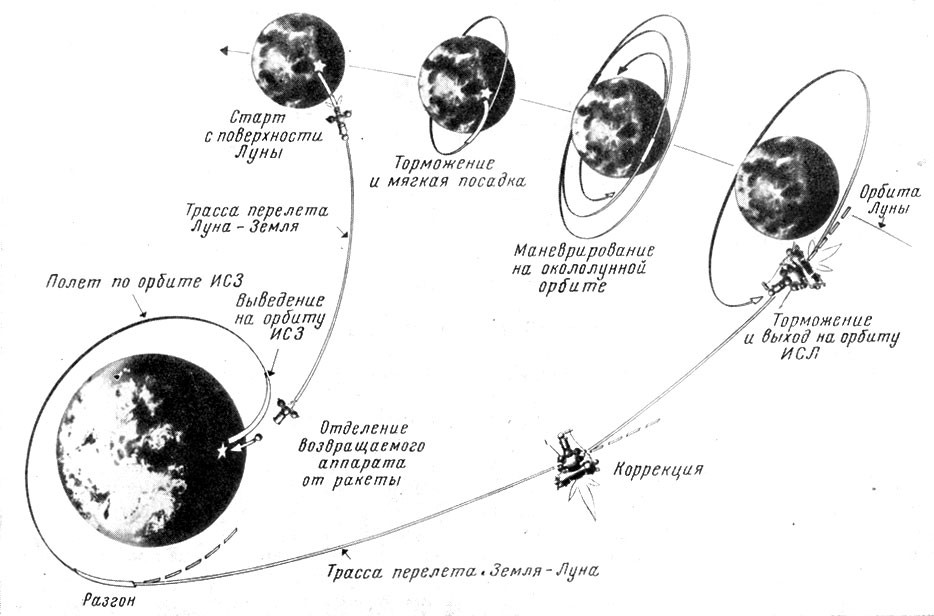 Старт
с поверхности
Луны
Торможение
и мягкая посадка
Маневрирование
на окололунной
орбите
Орбита
Луны
Торможение
и выход на орбиту
ИСЛ
Трасса перелета
Луна – Земля
Полет по орбите ИСЗ
Выведение
на орбиту
ИСЗ
Отделение
возвращаемого
аппарата
от ракеты
Коррекция
Трасса перелета Земля – Луна
Разгон